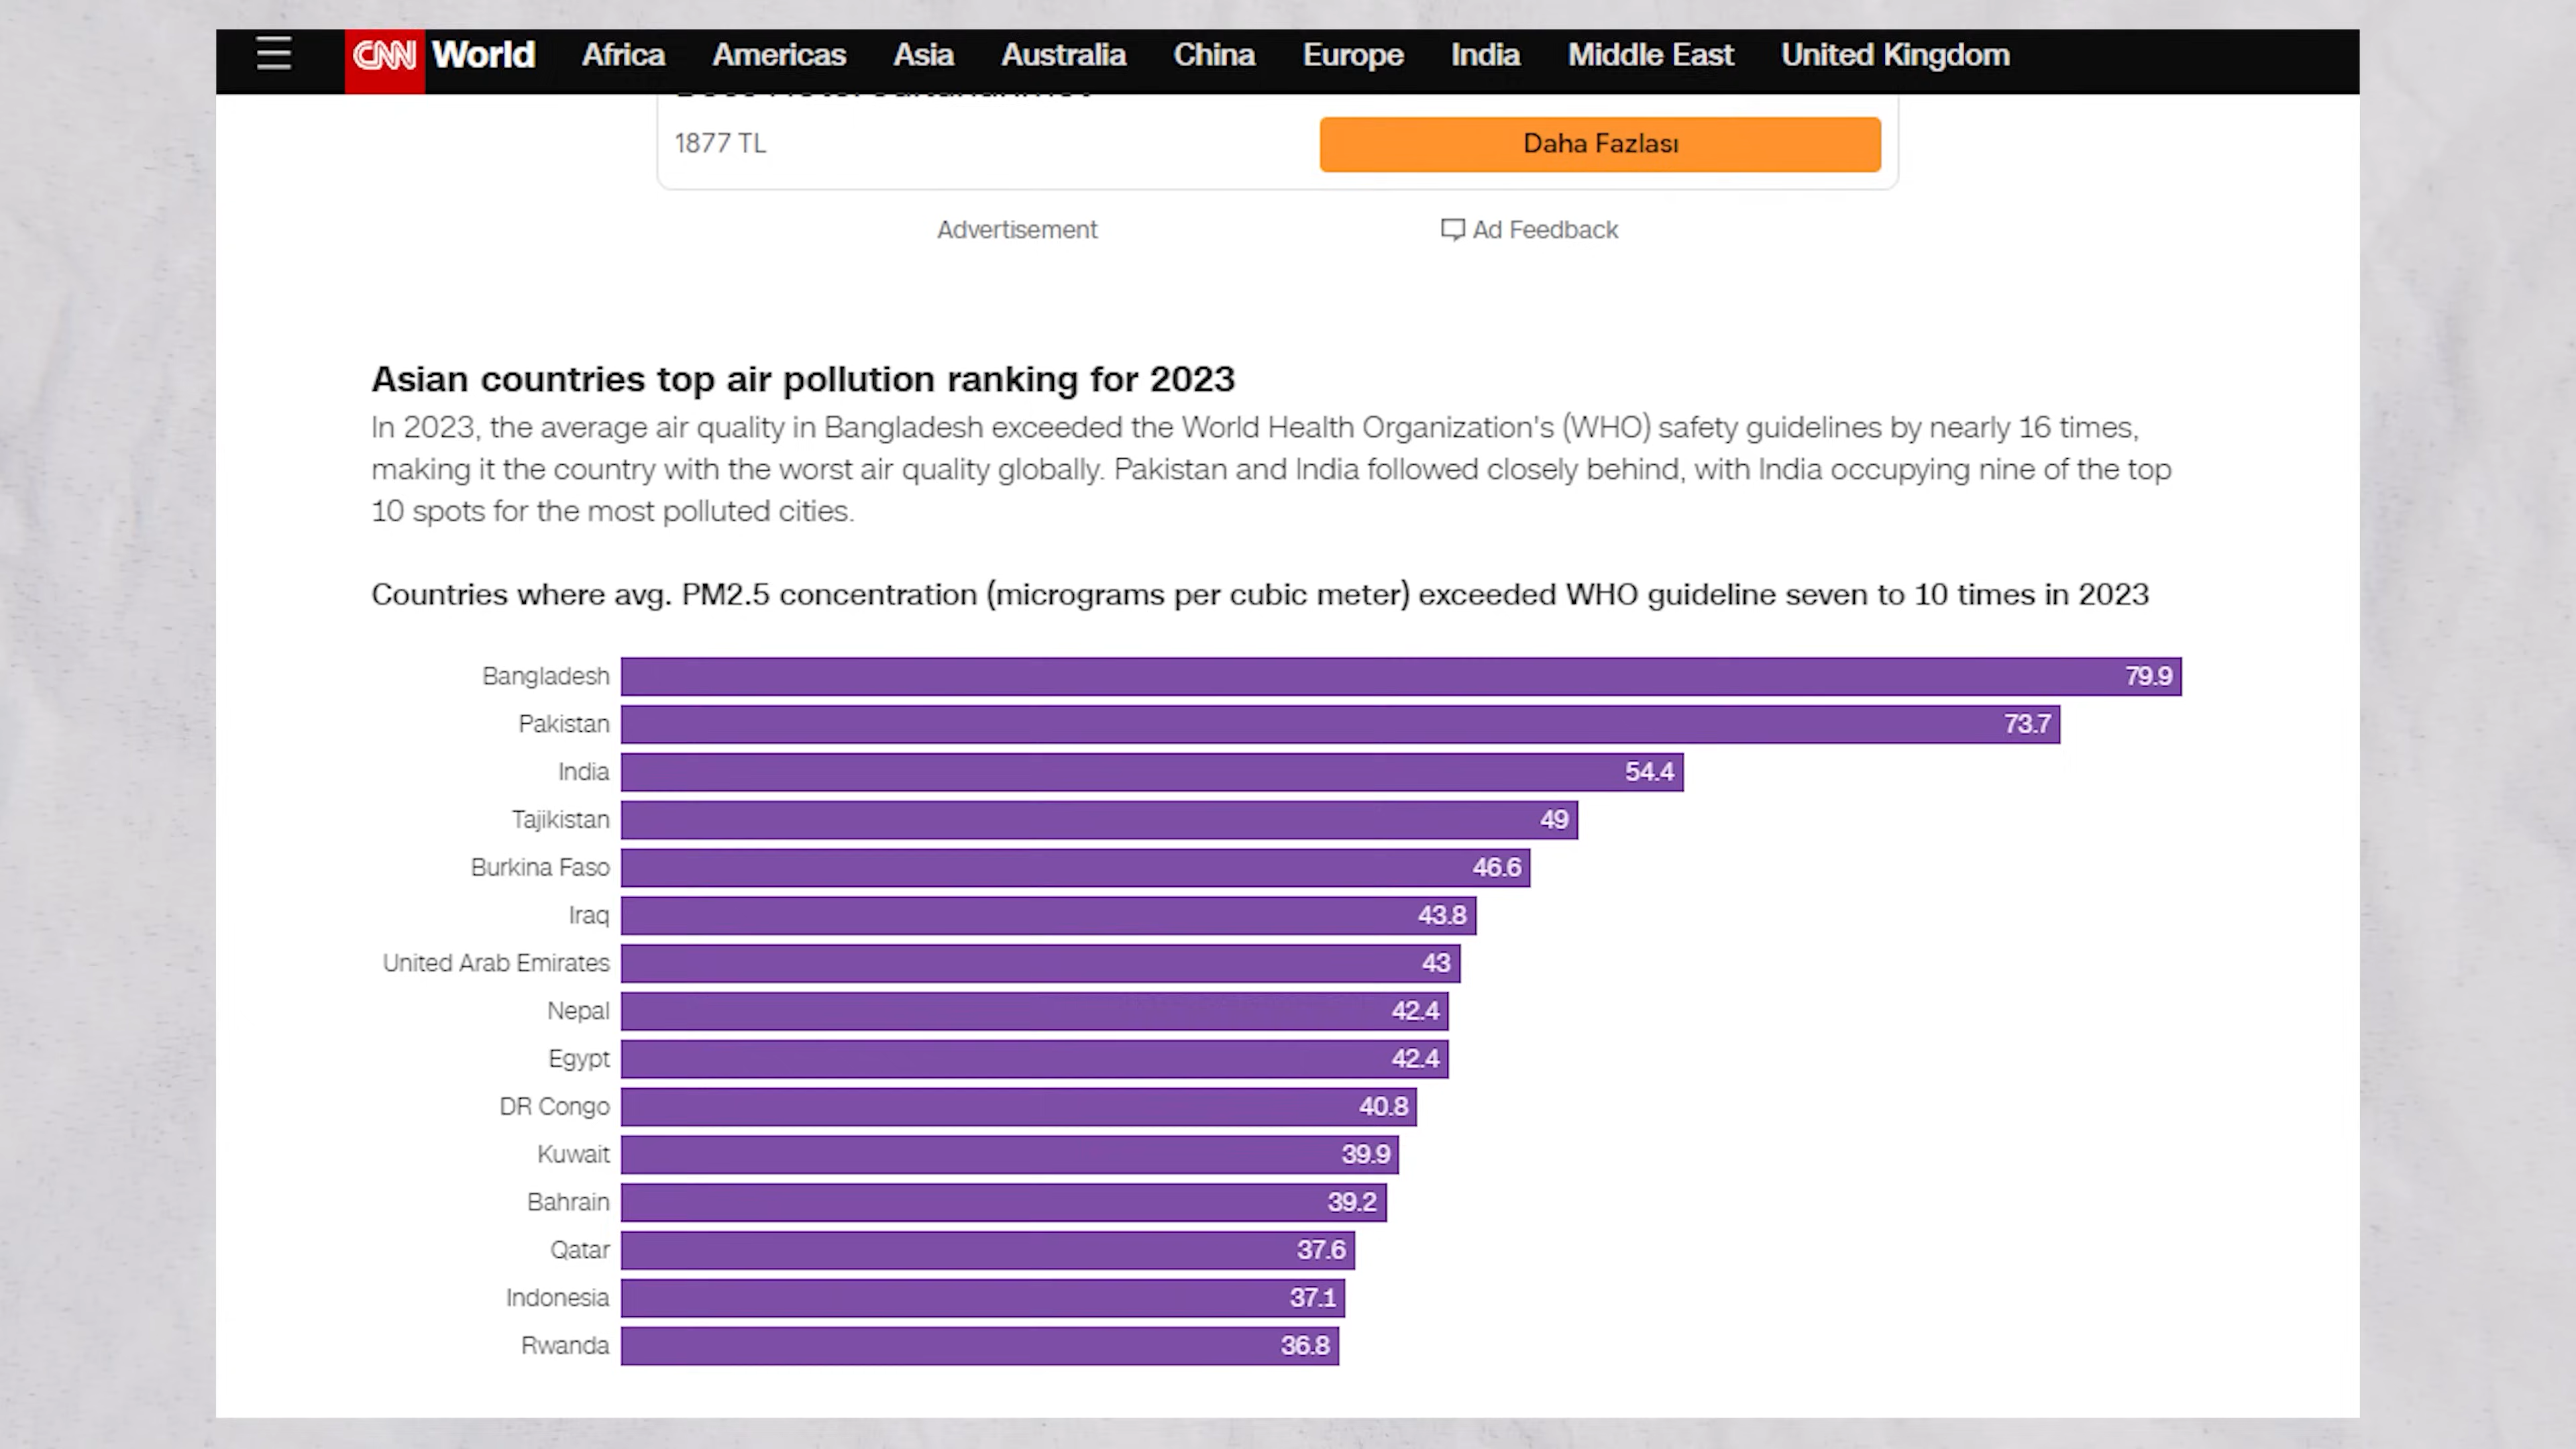 CNN World Africa Americas Asia Australia China Europe India Middle East United Kingdom
1877 TL Daha Fazlası
Advertisement Ad Feedback
Asian countries top air pollution ranking for 2023
In 2023, the average air quality in Bangladesh exceeded the World Health Organization's (WHO) safety guidelines by nearly 16 times,
making it the country with the worst air quality globally. Pakistan and India followed closely behind, with India occupying nine of the top
10 spots for the most polluted cities.
Countries where avg. PM2.5 concentration (micrograms per cubic meter) exceeded WHO guideline seven to 10 times in 2023
Bangladesh 79.9
Pakistan 73.7
India 54.4
Tajikistan 49
Burkina Faso 46.6
Iraq 43.8
United Arab Emirates 43
Nepal 42.4
Egypt 42.4
DR Congo 40.8
Kuwait 39.9
Bahrain 39.2
Qatar 37.6
Indonesia 37.1
Rwanda 36.8